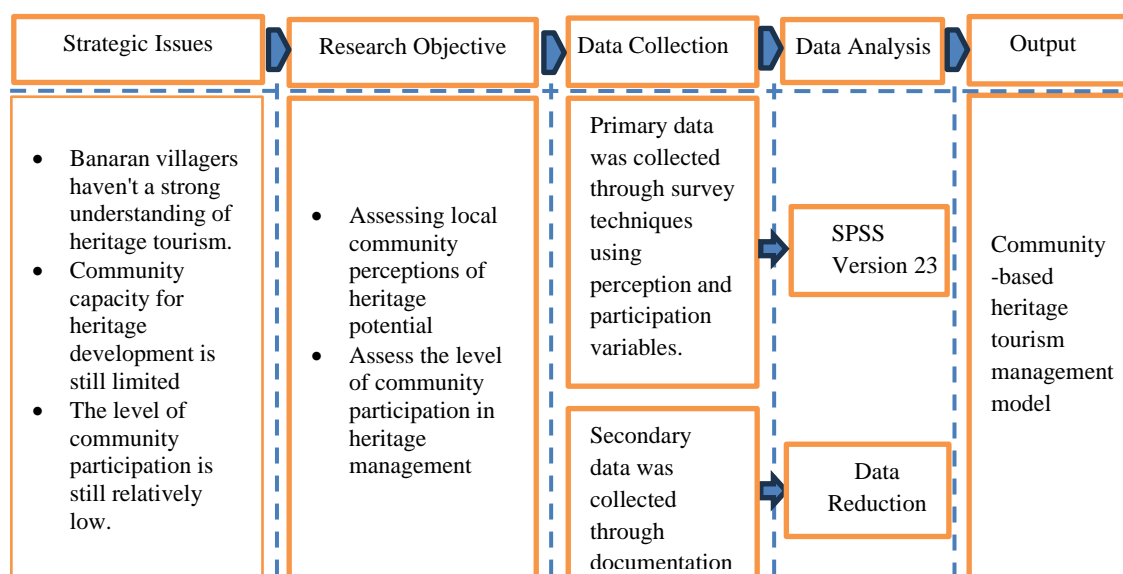 Strategic Issues
Research Objective
Data Collection
Data Analysis
Output
• Banaran villagers
haven't a strong
understanding of
heritage tourism.
• Community
capacity for
heritage
development is
still limited
• The level of
community
participation is
still relatively
low.
• Assessing local
community
perceptions of
heritage
potential
• Assess the level
of community
participation in
heritage
management
Primary data
was collected
through survey
techniques
using
perception and
participation
variables.
Secondary
data was
collected
through
documentation
SPSS
Version 23
Data
Reduction
Community
-based
heritage
tourism
management
model